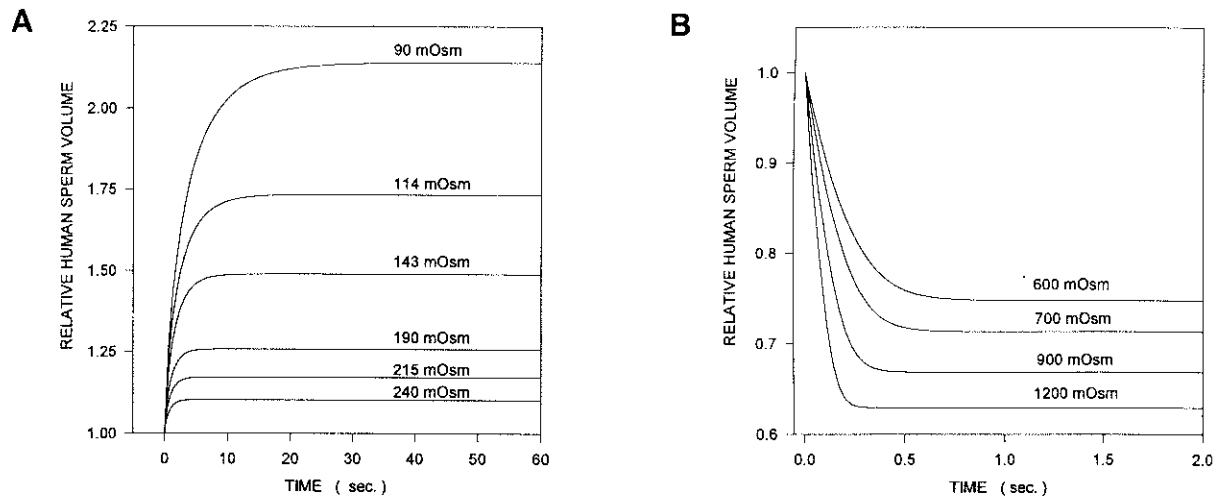 A
RELATIVE HUMAN SPERM VOLUME
2.25
2.00
1.75
1.50
1.25
1.00
90 mOsm
114 mOsm
143 mOsm
190 mOsm
215 mOsm
240 mOsm
0 10 20 30 40 50 60
TIME ( sec.)
B
RELATIVE HUMAN SPERM VOLUME
1.0
0.9
0.8
0.7
0.6
600 mOsm
700 mOsm
900 mOsm
1200 mOsm
0.0 0.5 1.0 1.5 2.0
TIME ( sec.)